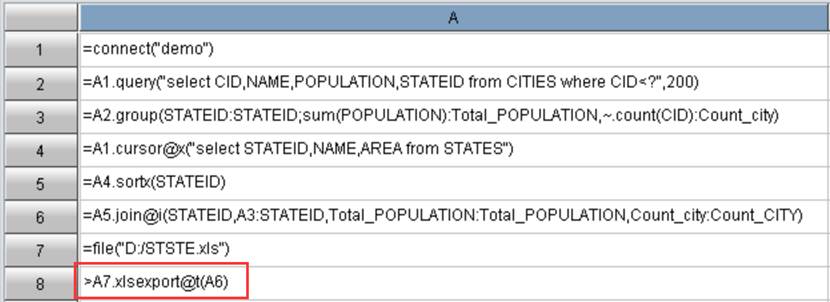 A
1 =connect("demo")
2 =A1.query("select CID,NAME,POPULATION,STATEID from CITIES where CID<?",200)
3 =A2.group(STATEID:STATEID;sum(POPULATION):Total_POPULATION,~.count(CID):Count_city)
4 =A1.cursor@x("select STATEID,NAME,AREA from STATES")
5 =A4.sortx(STATEID)
6 =A5.join@i(STATEID,A3:STATEID,Total_POPULATION:Total_POPULATION,Count_city:Count_CITY)
7 =file("D:/STSTE.xls")
8 >A7.xlsexport@t(A6)